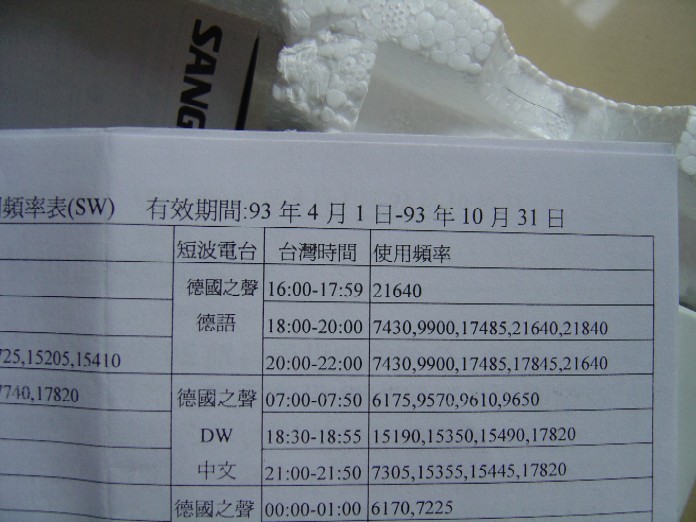 SANG
頻率表(SW) 有效期間:93 年 4 月 1 日-93 年 10 月 31 日
短波電台 台灣時間 使用頻率
德國之聲 16:00-17:59 21640
德語 18:00-20:00 7430,9900,17485,21640,21840
725,15205,15410 20:00-22:00 7430,9900,17485,17845,21640
7740,17820 德國之聲 07:00-07:50 6175,9570,9610,9650
DW 18:30-18:55 15190,15350,15490,17820
中文 21:00-21:50 7305,15355,15445,17820
德國之聲 00:00-01:00 6170,7225